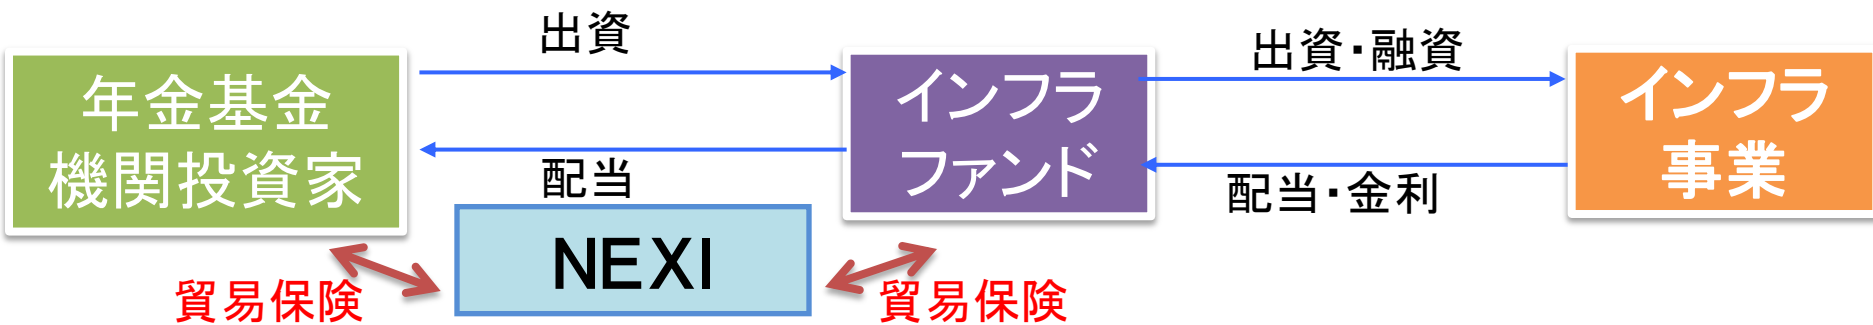 出資
出資・融資
年金基金
機関投資家
インフラ
ファンド
インフラ
事業
配当
配当・金利
NEXI
貿易保険
貿易保険